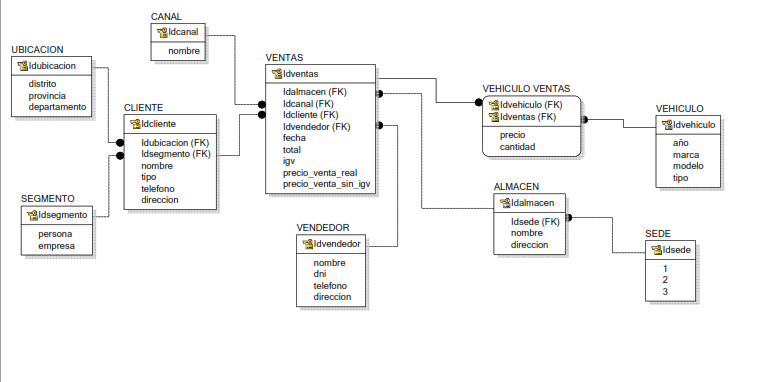 CANAL
Idcanal
nombre
UBICACION
Idubicacion
distrito
provincia
departamento
CLIENTE
Idcliente
Idubicacion (FK)
Idsegmento (FK)
nombre
tipo
telefono
direccion
SEGMENTO
Idsegmento
persona
empresa
VENTAS
Idventas
Idalmacen (FK)
Idcanal (FK)
Idcliente (FK)
Idvendedor (FK)
fecha
total
igv
precio_venta_real
precio_venta_sin_igv
VENDEDOR
Idvendedor
nombre
dni
telefono
direccion
VEHICULO VENTAS
Idvehiculo (FK)
Idventas (FK)
precio
cantidad
VEHICULO
Idvehiculo
año
marca
modelo
tipo
ALMACEN
Idalmacen
Idsede (FK)
nombre
direccion
SEDE
Idsede
1
2
3